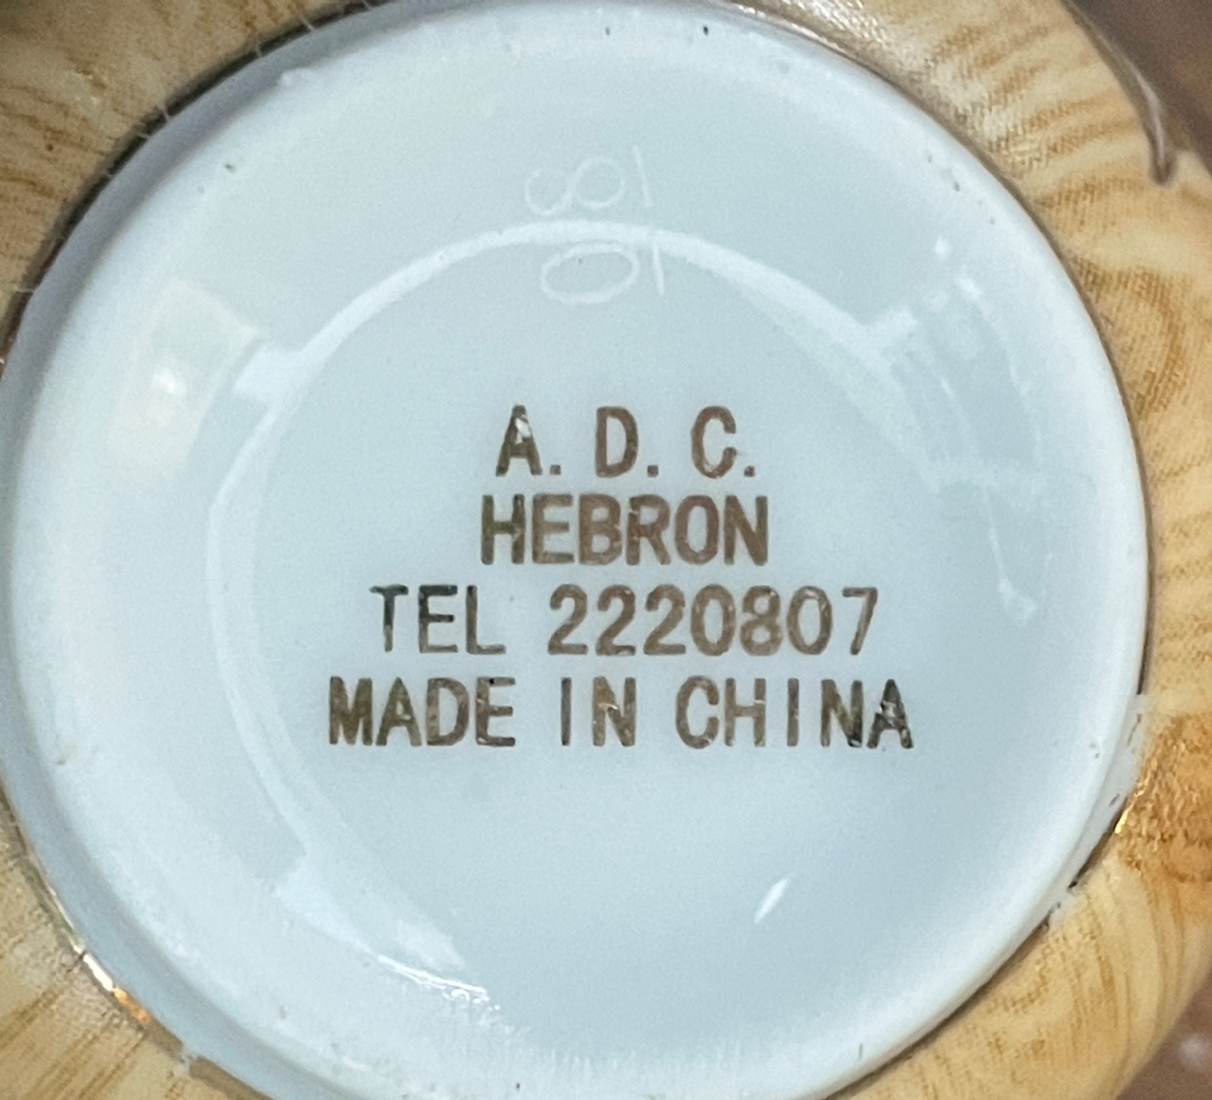 A. D. C.
HEBRON
TEL 2220807
MADE IN CHINA